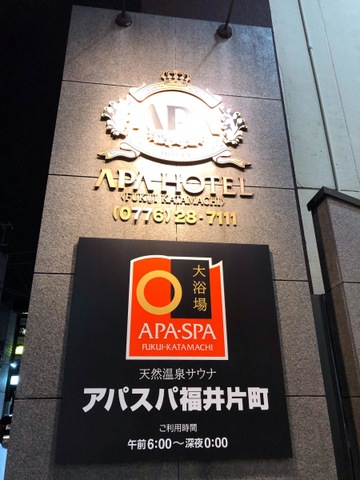 APA
APA HOTEL
〈FUKUI KATAMACHI〉
(0776)28-7111
大浴場
APA·SPA
FUKUI-KATAMACHI
天然温泉サウナ
アパスパ福井片町
ご利用時間
午前6:00〜深夜0:00